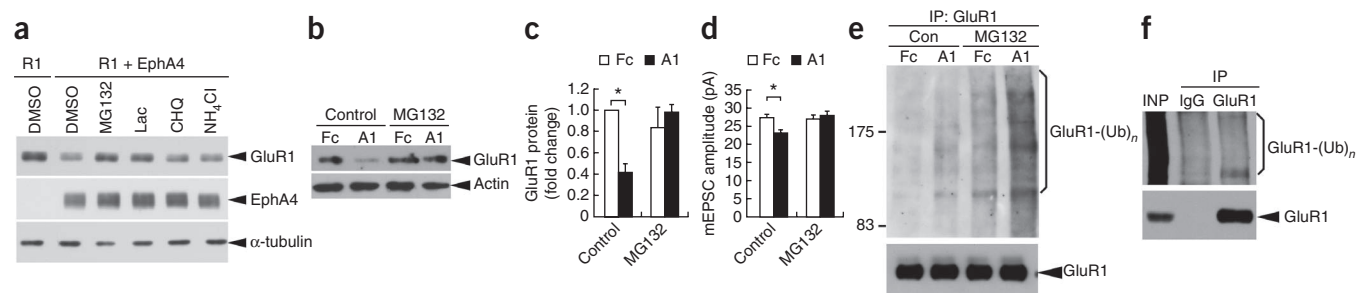 a
R1
R1 + EphA4
DMSO
DMSO
MG132
Lac
CHQ
NH4Cl
GluR1
EphA4
α-tubulin
b
Control
MG132
Fc A1 Fc A1
GluR1
Actin
c
Fc A1
GluR1 protein
(fold change)
1.2
1.0
0.8
0.6
0.4
0.2
0
*
Control
MG132
d
Fc A1
mEPSC amplitude (pA)
35
30
25
20
15
10
5
0
*
Control
MG132
e
IP: GluR1
Con MG132
Fc A1 Fc A1
175
83
GluR1-(Ub)n
GluR1
f
IP
INP IgG GluR1
GluR1-(Ub)n
GluR1